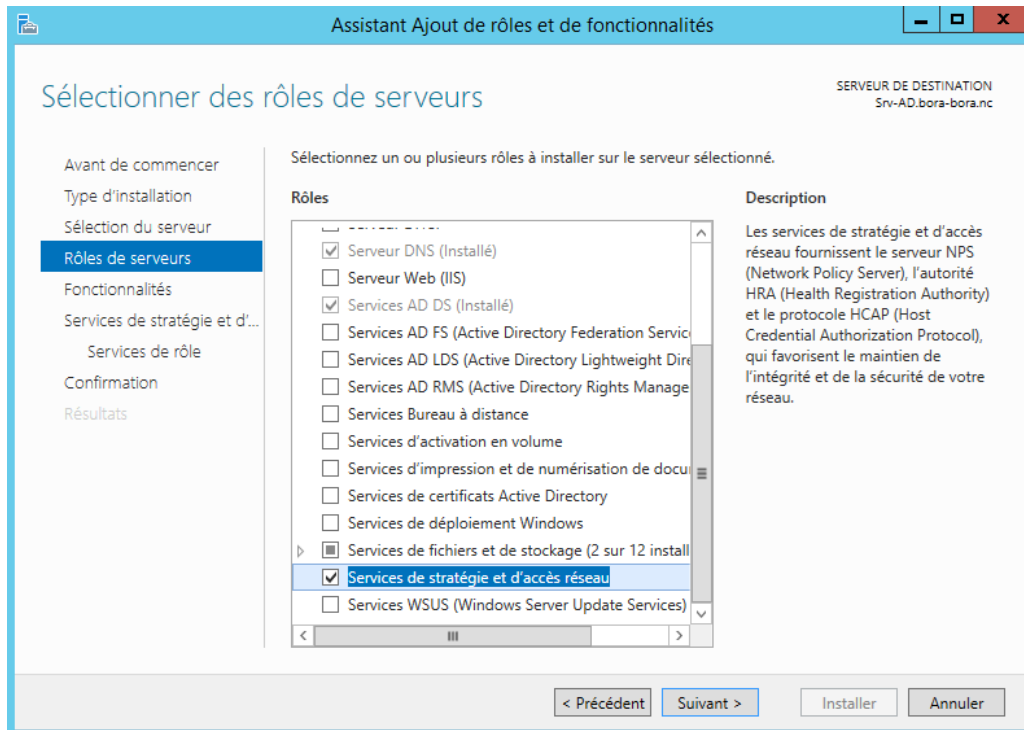 Assistant Ajout de rôles et de fonctionnalités
Sélectionner des rôles de serveurs
SERVEUR DE DESTINATION
Srv-AD.bora-bora.nc
Avant de commencer
Type d'installation
Sélection du serveur
Rôles de serveurs
Fonctionnalités
Services de stratégie et d'...
Services de rôle
Confirmation
Résultats
Sélectionnez un ou plusieurs rôles à installer sur le serveur sélectionné.
Rôles
Serveur DNS (Installé)
Serveur Web (IIS)
Services AD DS (Installé)
Services AD FS (Active Directory Federation Servic
Services AD LDS (Active Directory Lightweight Dire
Services AD RMS (Active Directory Rights Manage
Services Bureau à distance
Services d'activation en volume
Services d'impression et de numérisation de docu
Services de certificats Active Directory
Services de déploiement Windows
Services de fichiers et de stockage (2 sur 12 install
Services de stratégie et d'accès réseau
Services WSUS (Windows Server Update Services)
Description
Les services de stratégie et d'accès
réseau fournissent le serveur NPS
(Network Policy Server), l'autorité
HRA (Health Registration Authority)
et le protocole HCAP (Host
Credential Authorization Protocol),
qui favorisent le maintien de
l'intégrité et de la sécurité de votre
réseau.
< Précédent
Suivant >
Installer
Annuler